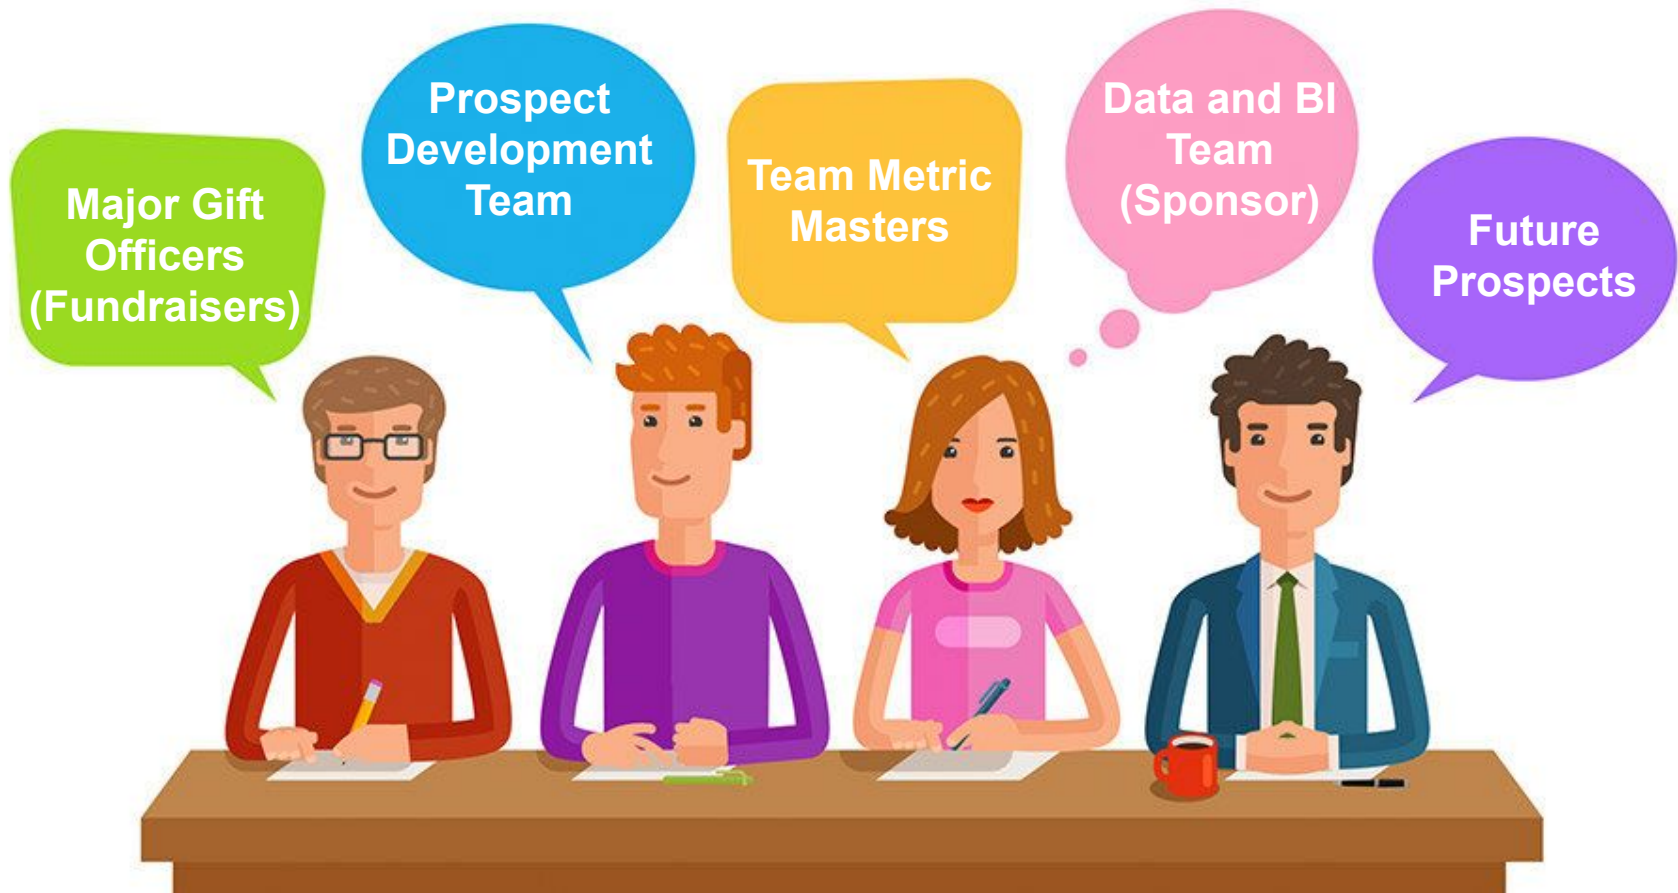 Major Gift
Officers
(Fundraisers)
Prospect
Development
Team
Team Metric
Masters
Data and BI
Team
(Sponsor)
Future
Prospects